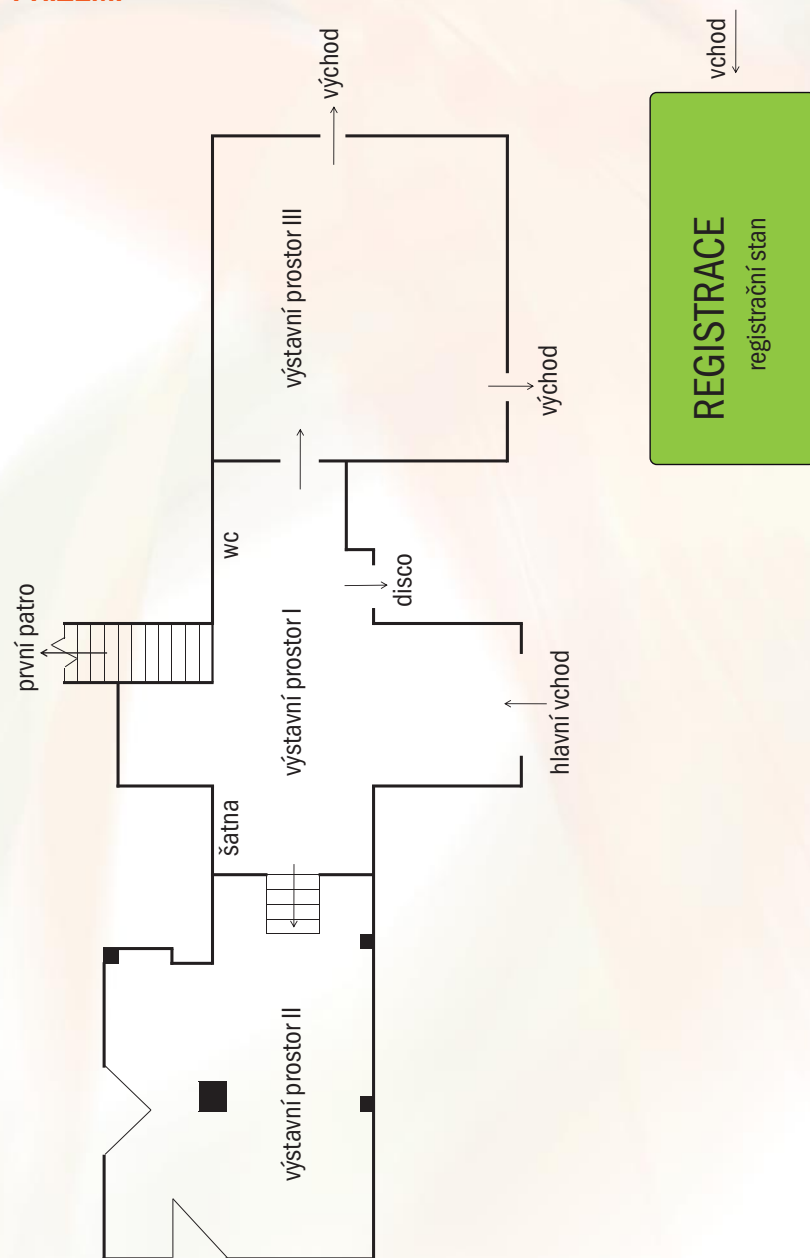 první patro
východ
vchod
výstavní prostor III
REGISTRACE
registrační stan
východ
wc
disco
výstavní prostor I
hlavní vchod
šatna
výstavní prostor II